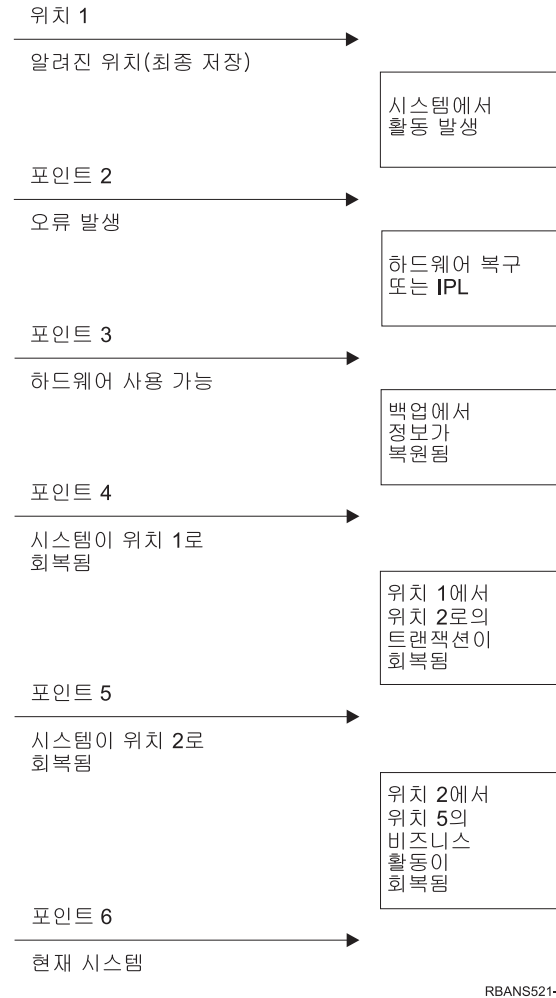 위치 1
알려진 위치(최종 저장)
시스템에서
활동 발생
포인트 2
오류 발생
하드웨어 복구
또는 IPL
포인트 3
하드웨어 사용 가능
백업에서
정보가
복원됨
포인트 4
시스템이 위치 1로
회복됨
위치 1에서
위치 2로의
트랜잭션이
회복됨
포인트 5
시스템이 위치 2로
회복됨
위치 2에서
위치 5의
비즈니스
활동이
회복됨
포인트 6
현재 시스템
RBANS521-